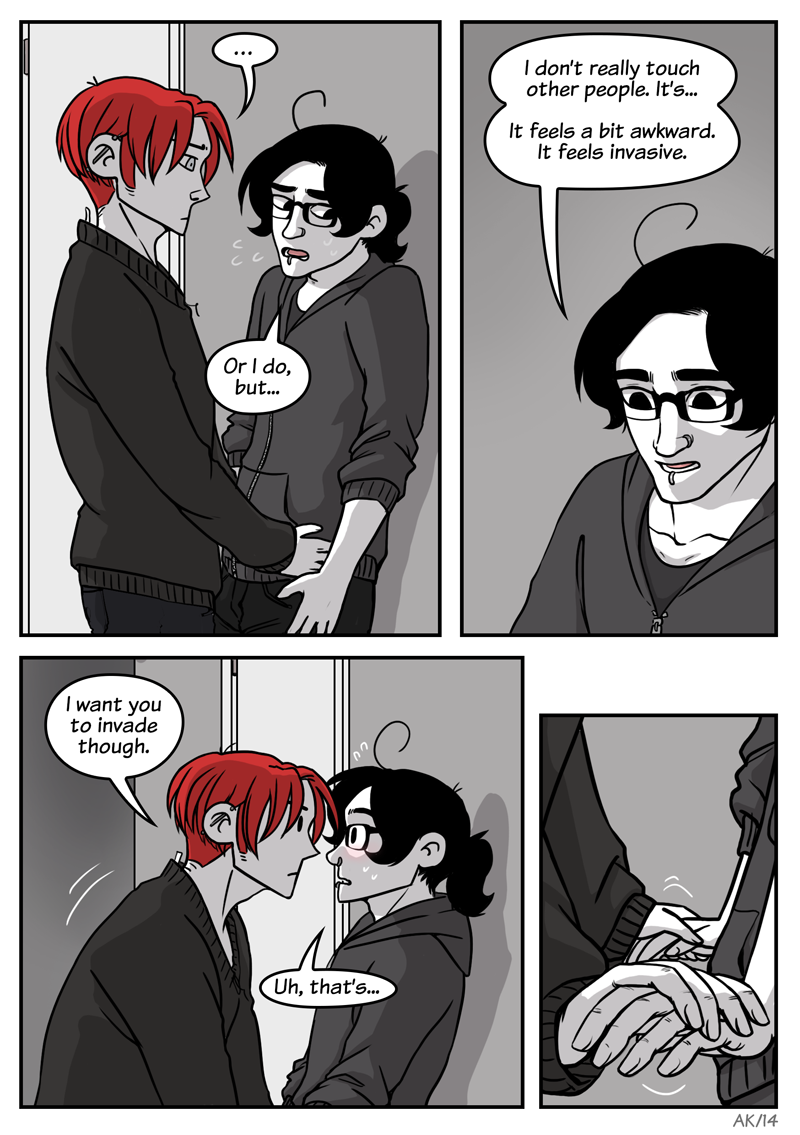 ...
Or I do,
but...
I don't really touch
other people. It's...
It feels a bit awkward.
It feels invasive.
I want you
to invade
though.
Uh, that's...
AK/14